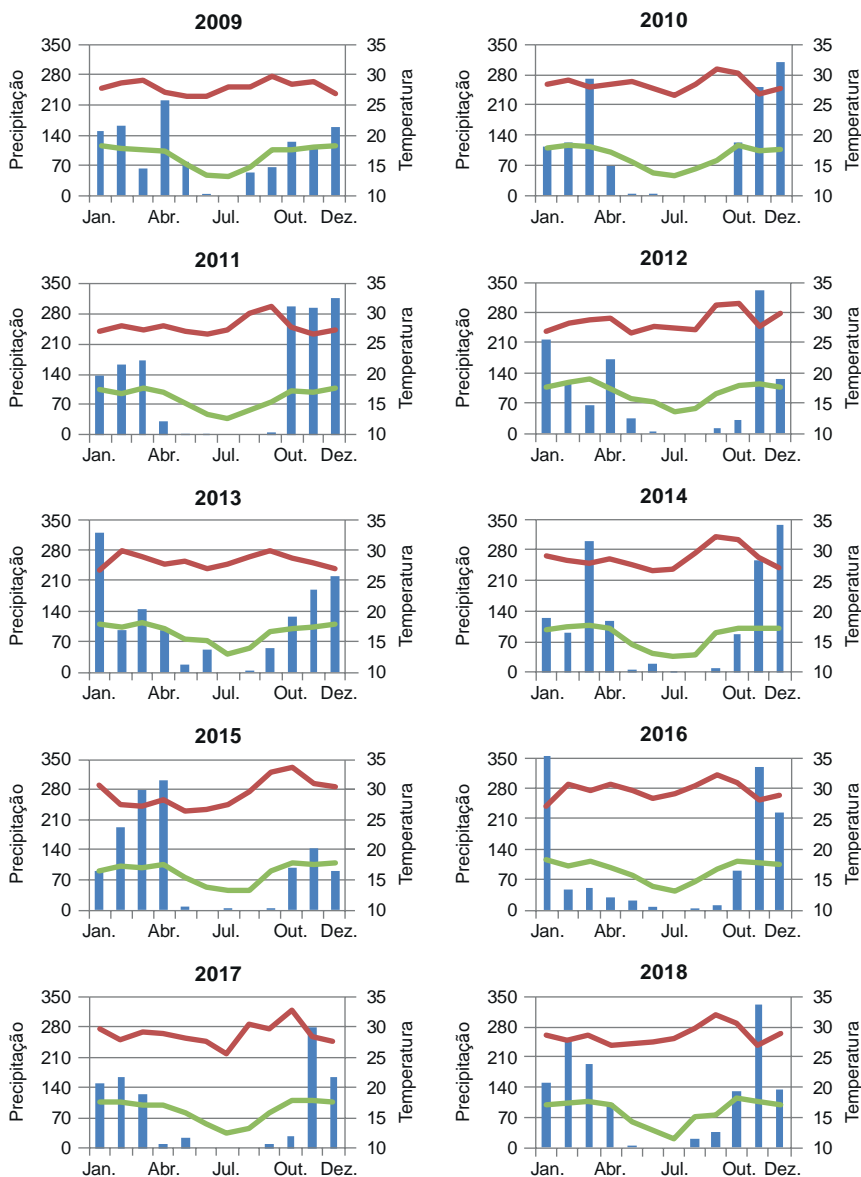 2009
350 280 210 140 70 0
Precipitação
35 30 25 20 15 10
Temperatura
Jan. Abr. Jul. Out. Dez.
2010
350 280 210 140 70 0
Precipitação
35 30 25 20 15 10
Temperatura
Jan. Abr. Jul. Out. Dez.
2011
350 280 210 140 70 0
Precipitação
35 30 25 20 15 10
Temperatura
Jan. Abr. Jul. Out. Dez.
2012
350 280 210 140 70 0
Precipitação
35 30 25 20 15 10
Temperatura
Jan. Abr. Jul. Out. Dez.
2013
350 280 210 140 70 0
Precipitação
35 30 25 20 15 10
Temperatura
Jan. Abr. Jul. Out. Dez.
2014
350 280 210 140 70 0
Precipitação
35 30 25 20 15 10
Temperatura
Jan. Abr. Jul. Out. Dez.
2015
350 280 210 140 70 0
Precipitação
35 30 25 20 15 10
Temperatura
Jan. Abr. Jul. Out. Dez.
2016
350 280 210 140 70 0
Precipitação
35 30 25 20 15 10
Temperatura
Jan. Abr. Jul. Out. Dez.
2017
350 280 210 140 70 0
Precipitação
35 30 25 20 15 10
Temperatura
Jan. Abr. Jul. Out. Dez.
2018
350 280 210 140 70 0
Precipitação
35 30 25 20 15 10
Temperatura
Jan. Abr. Jul. Out. Dez.